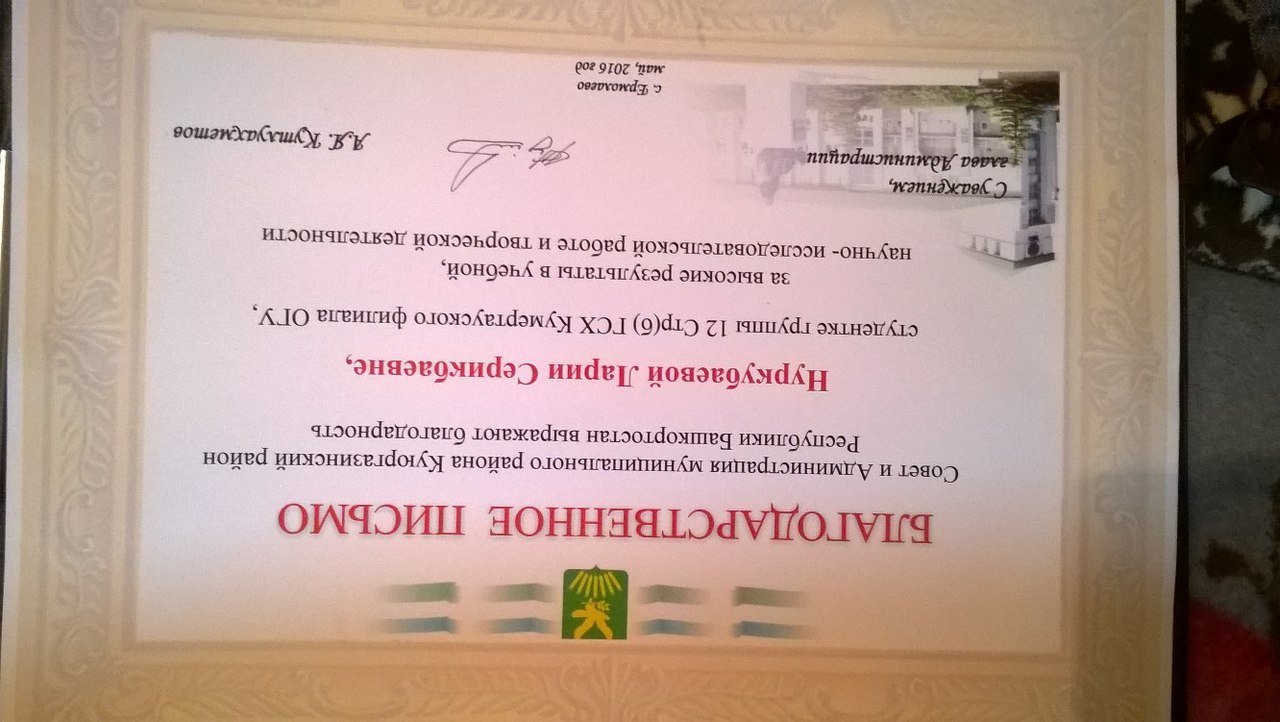 БЛАГОДАРСТВЕННОЕ ПИСЬМО
Совет и Администрация муниципального района Куюргазинский район
Республики Башкортостан выражают благодарность
Нуркубаевой Ларии Серикбаевне,
студентке группы 12 Стр(б) ГСХ Кумертауского филиала ОГУ,
за высокие результаты в учебной,
научно- исследовательской работе и творческой деятельности
С уважением,
глава Администрации
А.Я. Кутлуахметов
с. Ермолаево
май, 2016 год